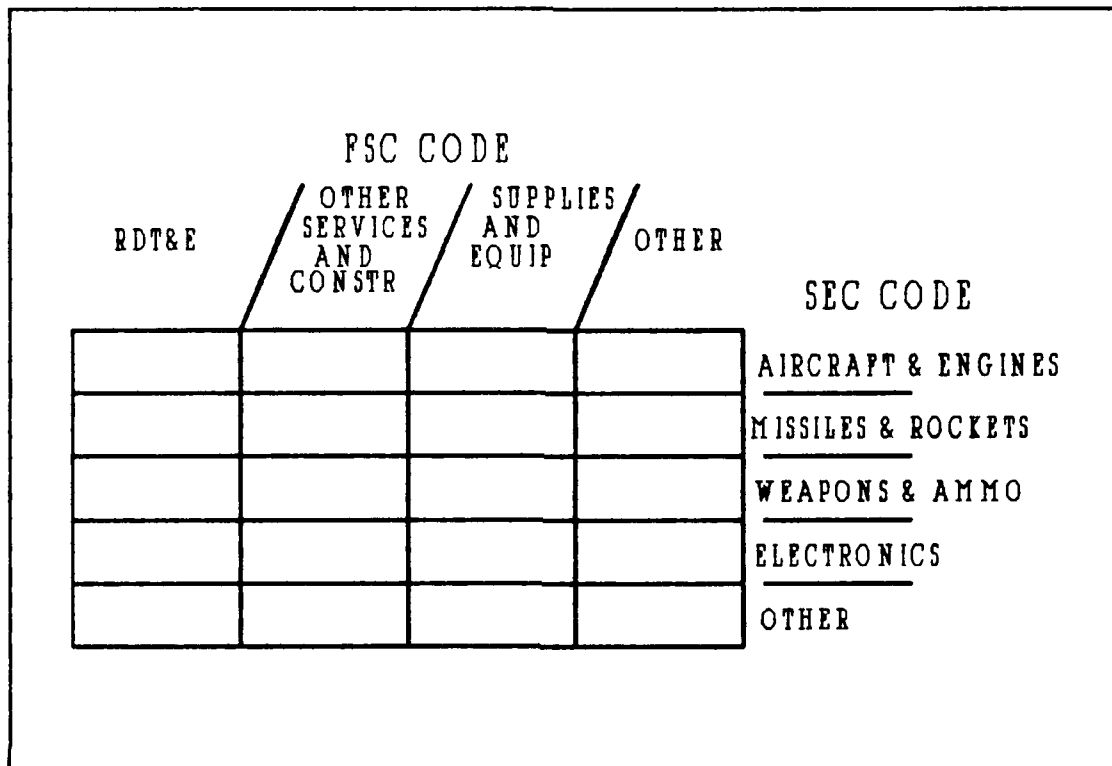 FSC CODE
RDT&E
OTHER
SERVICES
AND
CONSTR
SUPPLIES
AND
EQUIP
OTHER
SEC CODE
AIRCRAFT & ENGINES
MISSILES & ROCKETS
WEAPONS & AMMO
ELECTRONICS
OTHER